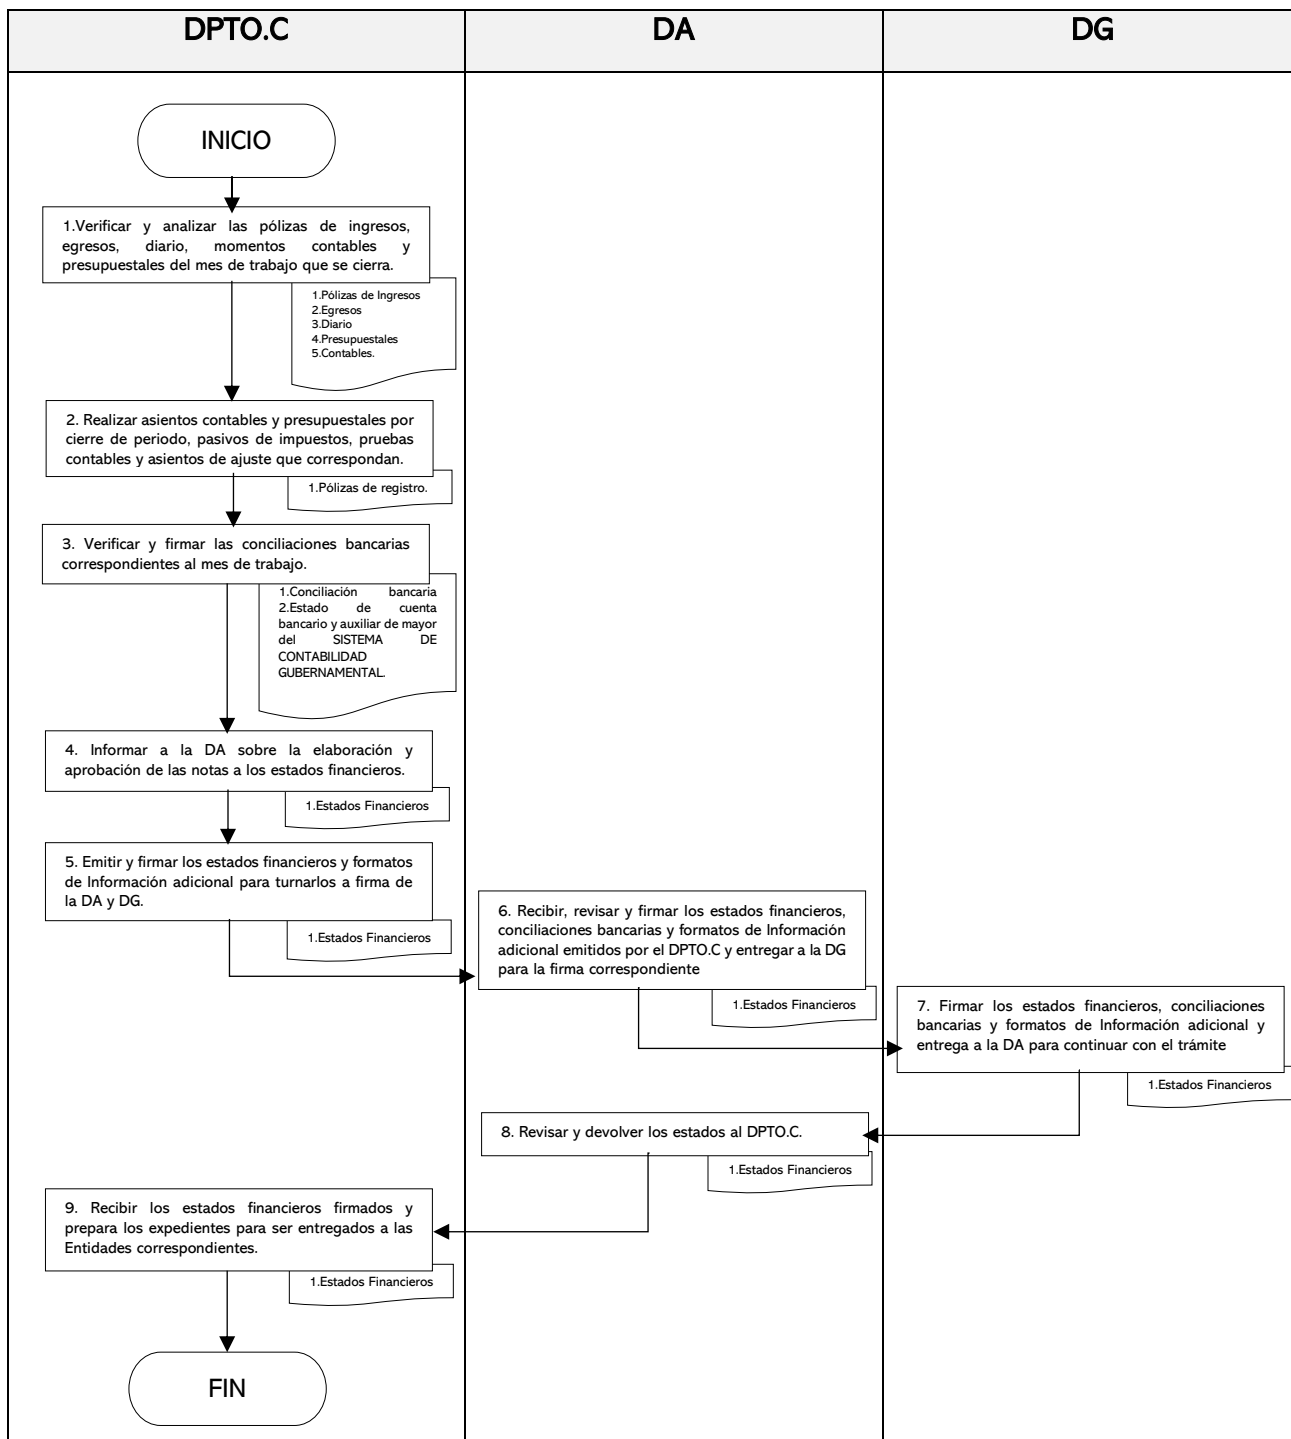 DPTO.C
DA
DG
INICIO
1.Verificar y analizar las pólizas de ingresos,
egresos, diario, momentos contables y
presupuestales del mes de trabajo que se cierra.
1.Pólizas de Ingresos
2.Egresos
3.Diario
4.Presupuestales
5.Contables.
2. Realizar asientos contables y presupuestales por
cierre de periodo, pasivos de impuestos, pruebas
contables y asientos de ajuste que correspondan.
1.Pólizas de registro.
3. Verificar y firmar las conciliaciones bancarias
correspondientes al mes de trabajo.
1.Conciliación bancaria
2.Estado de cuenta
bancario y auxiliar de mayor
del SISTEMA DE
CONTABILIDAD
GUBERNAMENTAL.
4. Informar a la DA sobre la elaboración y
aprobación de las notas a los estados financieros.
1.Estados Financieros
5. Emitir y firmar los estados financieros y formatos
de Información adicional para turnarlos a firma de
la DA y DG.
1.Estados Financieros
6. Recibir, revisar y firmar los estados financieros,
conciliaciones bancarias y formatos de Información
adicional emitidos por el DPTO.C y entregar a la DG
para la firma correspondiente
1.Estados Financieros
7. Firmar los estados financieros, conciliaciones
bancarias y formatos de Información adicional y
entrega a la DA para continuar con el trámite
1.Estados Financieros
8. Revisar y devolver los estados al DPTO.C.
1.Estados Financieros
9. Recibir los estados financieros firmados y
prepara los expedientes para ser entregados a las
Entidades correspondientes.
1.Estados Financieros
FIN